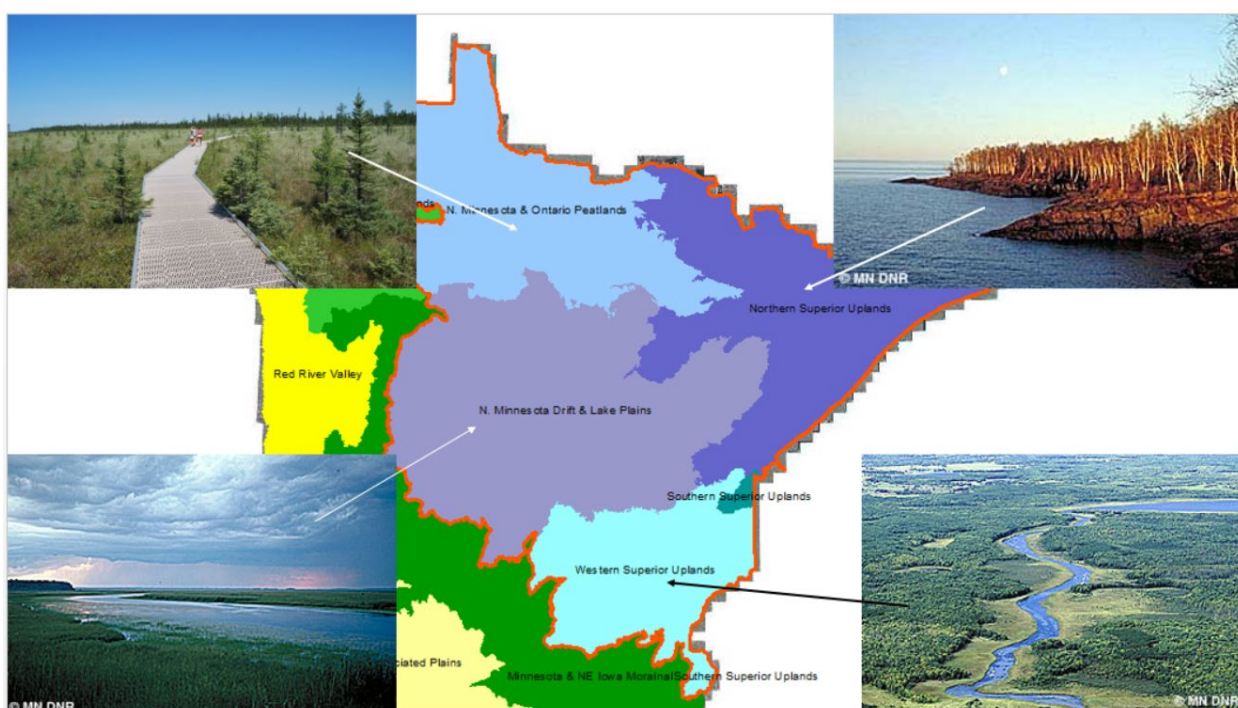 N. Minnesota & Ontario Peatlands
© MN DNR
Northern Superior Uplands
Red River Valley
N. Minnesota Drift & Lake Plains
Southern Superior Uplands
Western Superior Uplands
Plains
Minnesota & NE Iowa Morainal
Southern Superior Uplands
© MN DNR
© MN DNR